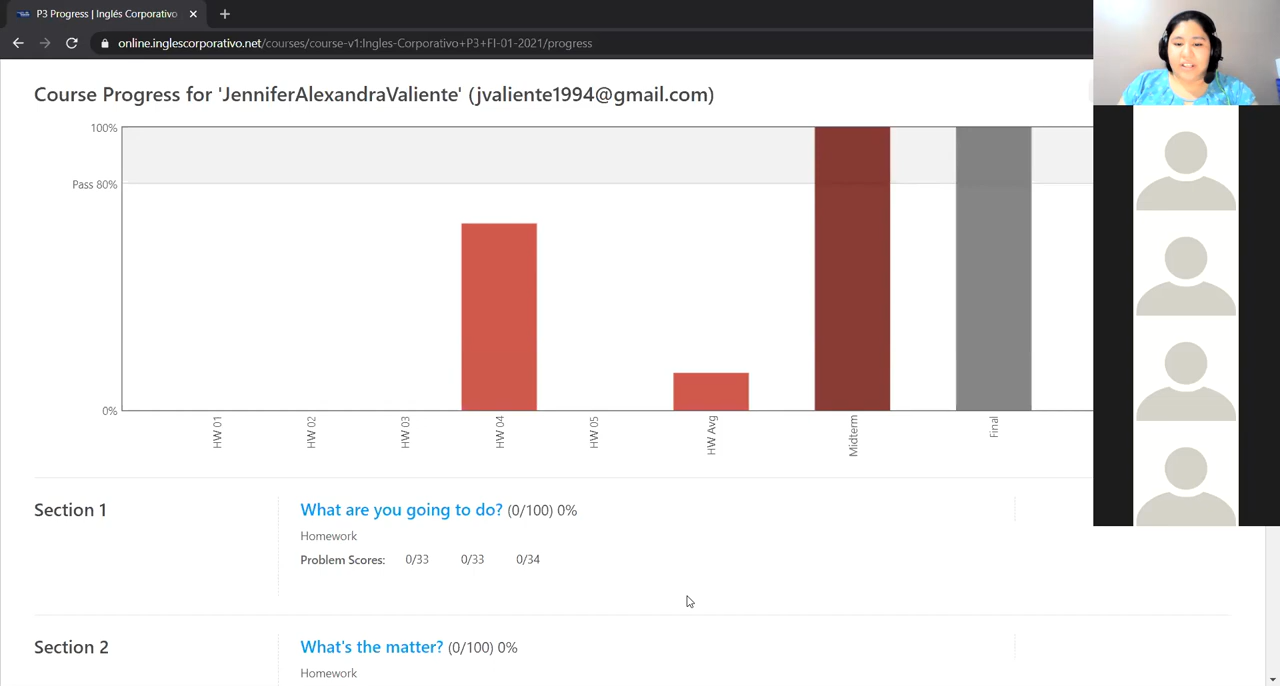 P3 Progress | Inglés Corporativo
online.inglescorporativo.net/courses/course-v1:Ingles-Corporativo+P3+FI-01-2021/progress
Course Progress for 'JenniferAlexandraValiente' (jvaliente1994@gmail.com)
100%
Pass 80%
0%
HW 01
HW 02
HW 03
HW 04
HW 05
HW Avg
Midterm
Final
Section 1
What are you going to do? (0/100) 0%
Homework
Problem Scores: 0/33 0/33 0/34
Section 2
What's the matter? (0/100) 0%
Homework